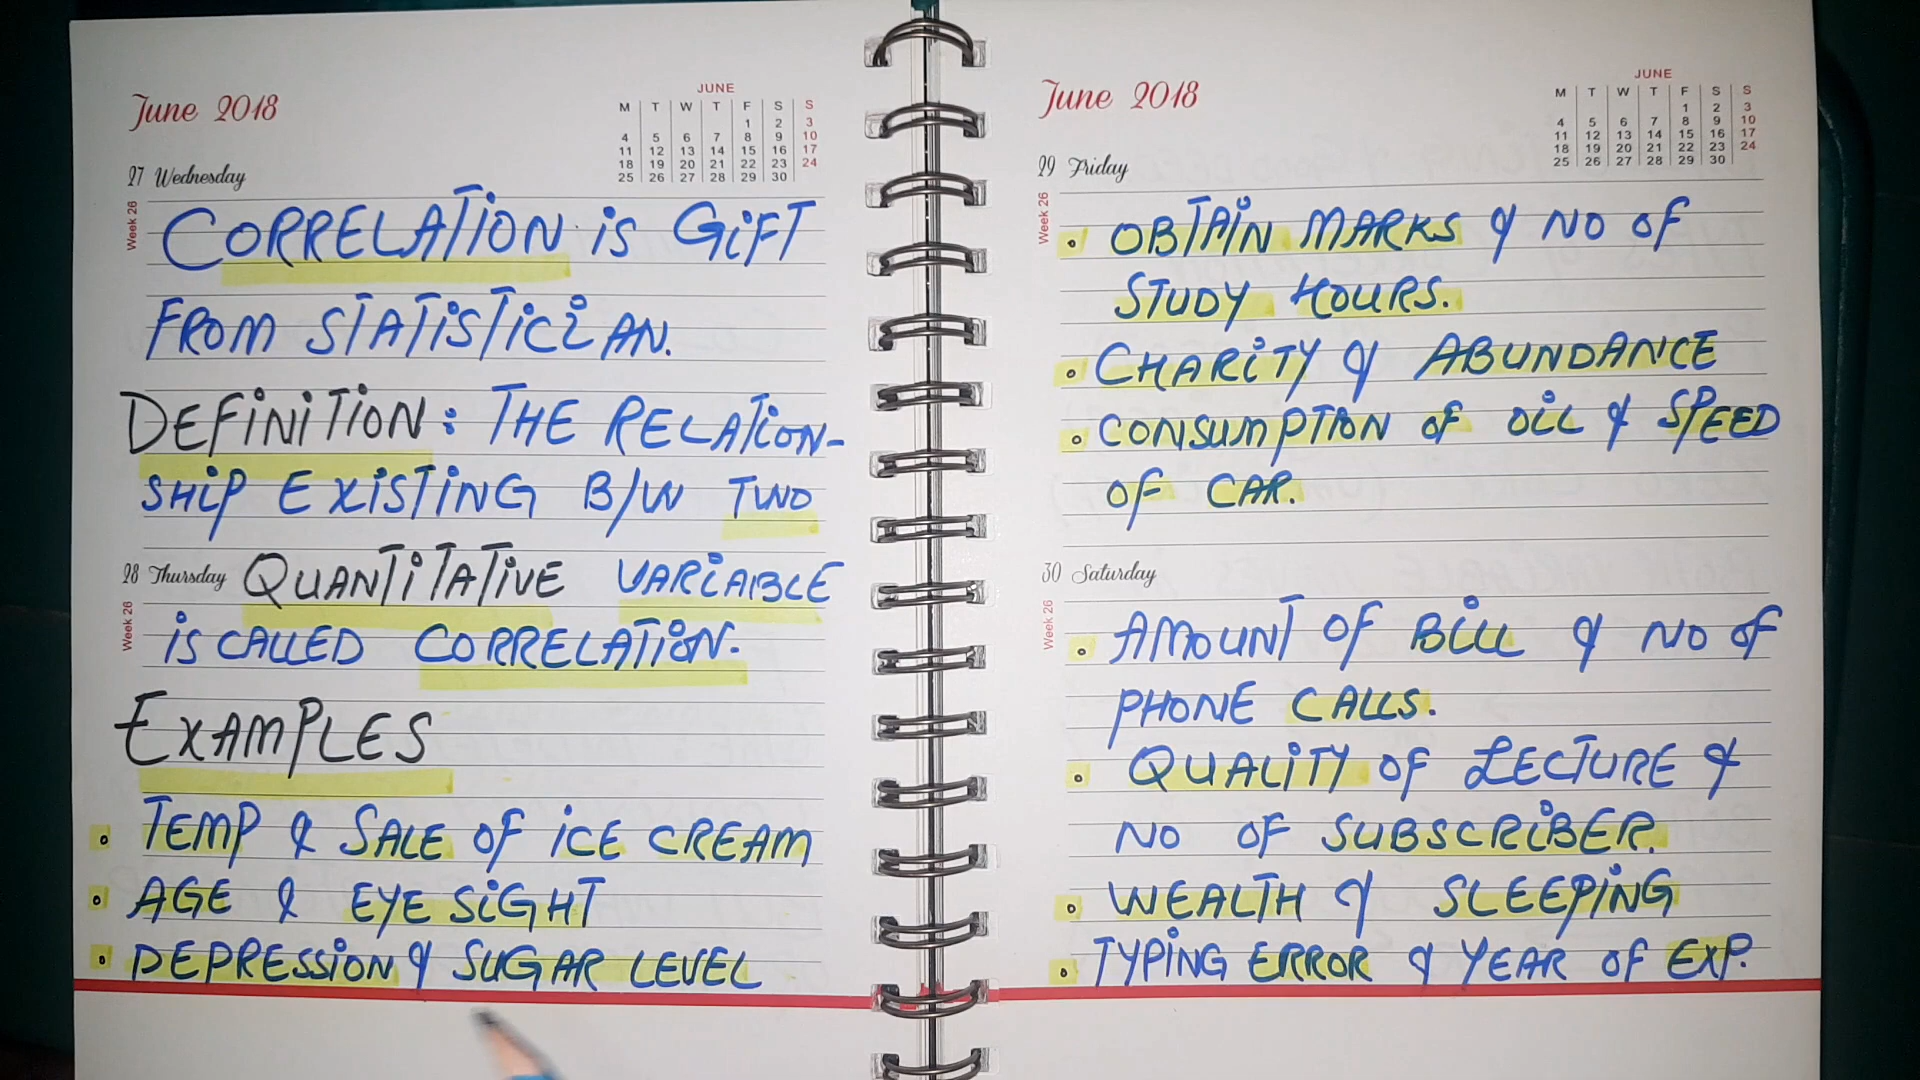 June 2018
JUNE
M T W T F S S
1 2 3
4 5 6 7 8 9 10
11 12 13 14 15 16 17
18 19 20 21 22 23 24
25 26 27 28 29 30
27 Wednesday
Week 26
CORRELATION is GiFT
FROM STATISTICIAN.
DEFINITION: THE RELATION-
SHIP EXISTING B/W TWO
28 Thursday
QUANTITATIVE VARIABLE
Week 26
is CALLED CORRELATION.
EXAMPLES
• TEMP & SALE OF ICE CREAM
• AGE & EYE SIGHT
• DEPRESSION & SUGAR LEVEL
June 2018
JUNE
M T W T F S S
1 2 3
4 5 6 7 8 9 10
11 12 13 14 15 16 17
18 19 20 21 22 23 24
25 26 27 28 29 30
29 Friday
Week 26
• OBTAIN MARKS & NO OF
STUDY HOURS.
• CHARITY & ABUNDANCE
• CONSUMPTION OF OIL & SPEED
OF CAR.
30 Saturday
Week 26
• AMOUNT OF BILL & NO OF
PHONE CALLS.
• QUALITY OF LECTURE &
NO OF SUBSCRIBER.
• WEALTH & SLEEPING
• TYPING ERROR & YEAR OF EXP.